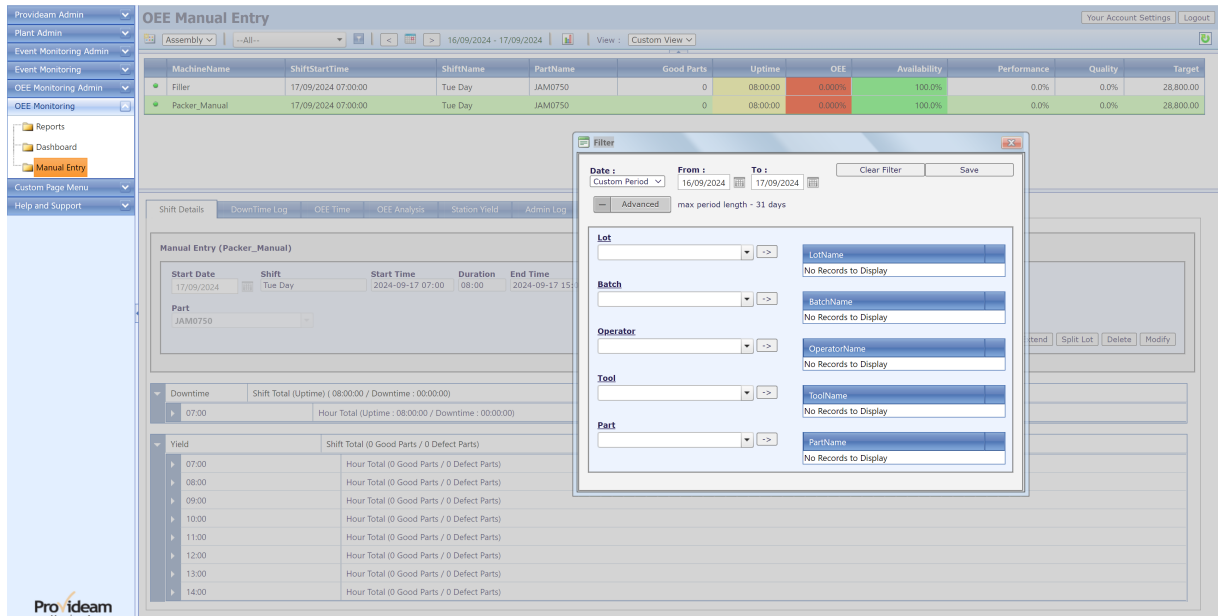 Provideam Admin
Plant Admin
Event Monitoring Admin
Event Monitoring
OEE Monitoring Admin
OEE Monitoring
Reports
Dashboard
Manual Entry
Custom Page Menu
Help and Support
Provideam
OEE Manual Entry
Your Account Settings Logout
Assembly --All-- < > 16/09/2024 - 17/09/2024 View : Custom View
MachineName ShiftStartTime ShiftName PartName Good Parts Uptime OEE Availability Performance Quality Target
Filler 17/09/2024 07:00:00 Tue Day JAM0750 0 08:00:00 0.000% 100.0% 0.0% 0.0% 28,800.00
Packer_Manual 17/09/2024 07:00:00 Tue Day JAM0750 0 08:00:00 0.000% 100.0% 0.0% 0.0% 28,800.00
Shift Details DownTime Log OEE Time OEE Analysis Station Yield Admin Log
Manual Entry (Packer_Manual)
Start Date Shift Start Time Duration End Time
17/09/2024 Tue Day 2024-09-17 07:00 08:00 2024-09-17 15:
Part
JAM0750
Split Lot Delete Modify
Downtime Shift Total (Uptime) ( 08:00:00 / Downtime : 00:00:00)
07:00 Hour Total (Uptime : 08:00:00 / Downtime : 00:00:00)
Yield Shift Total (0 Good Parts / 0 Defect Parts)
07:00 Hour Total (0 Good Parts / 0 Defect Parts)
08:00 Hour Total (0 Good Parts / 0 Defect Parts)
09:00 Hour Total (0 Good Parts / 0 Defect Parts)
10:00 Hour Total (0 Good Parts / 0 Defect Parts)
11:00 Hour Total (0 Good Parts / 0 Defect Parts)
12:00 Hour Total (0 Good Parts / 0 Defect Parts)
13:00 Hour Total (0 Good Parts / 0 Defect Parts)
14:00 Hour Total (0 Good Parts / 0 Defect Parts)
Filter
Date : From : To : Clear Filter Save
Custom Period 16/09/2024 17/09/2024
Advanced max period length - 31 days
Lot
-> LotName
No Records to Display
Batch
-> BatchName
No Records to Display
Operator
-> OperatorName
No Records to Display
Tool
-> ToolName
No Records to Display
Part
-> PartName
No Records to Display